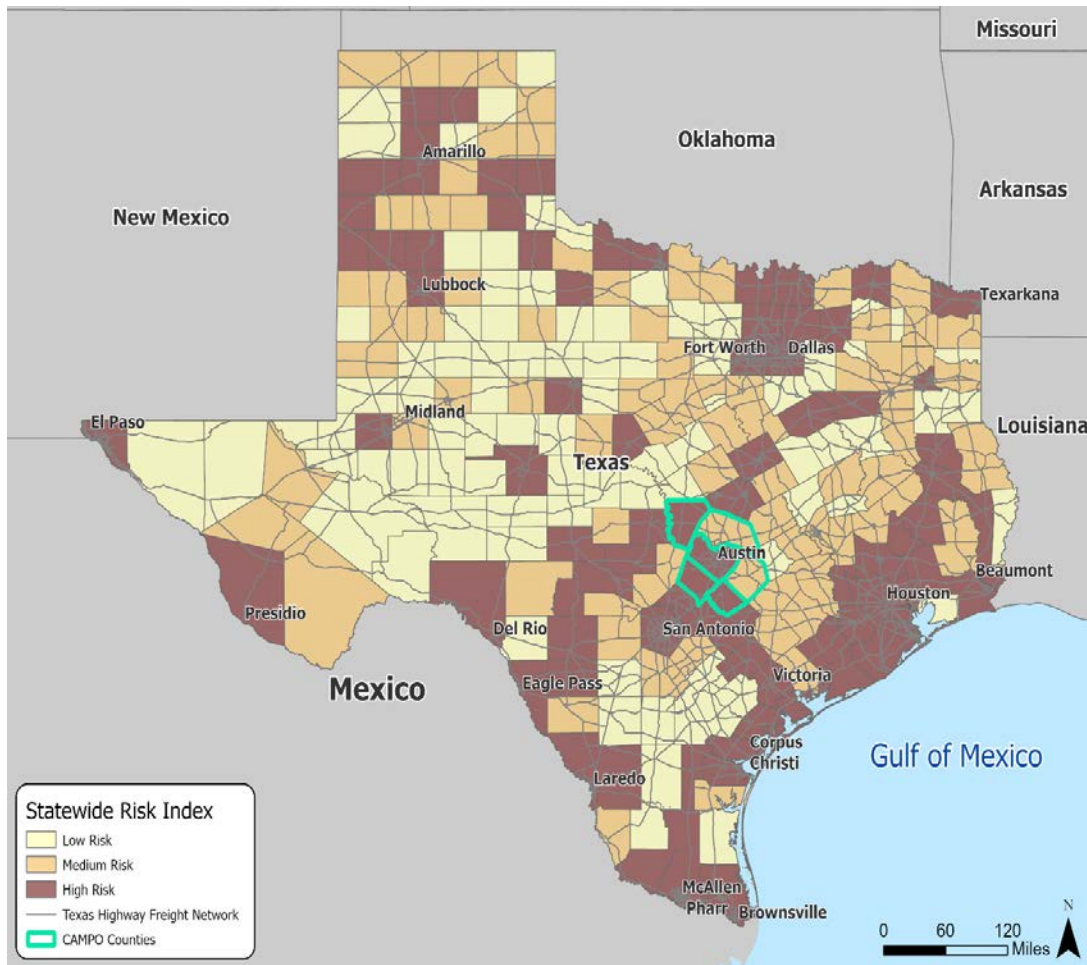 Missouri
Oklahoma
Amarillo
Arkansas
New Mexico
Lubbock
Texarkana
Fort Worth
Dallas
El Paso
Midland
Louisiana
Texas
Austin
Beaumont
Houston
Presidio
Del Rio
San Antonio
Mexico
Eagle Pass
Victoria
Corpus
Christi
Gulf of Mexico
Laredo
McAllen
Pharr
Brownsville
Statewide Risk Index
Low Risk
Medium Risk
High Risk
Texas Highway Freight Network
CAMPO Counties
N
0 60 120
Miles